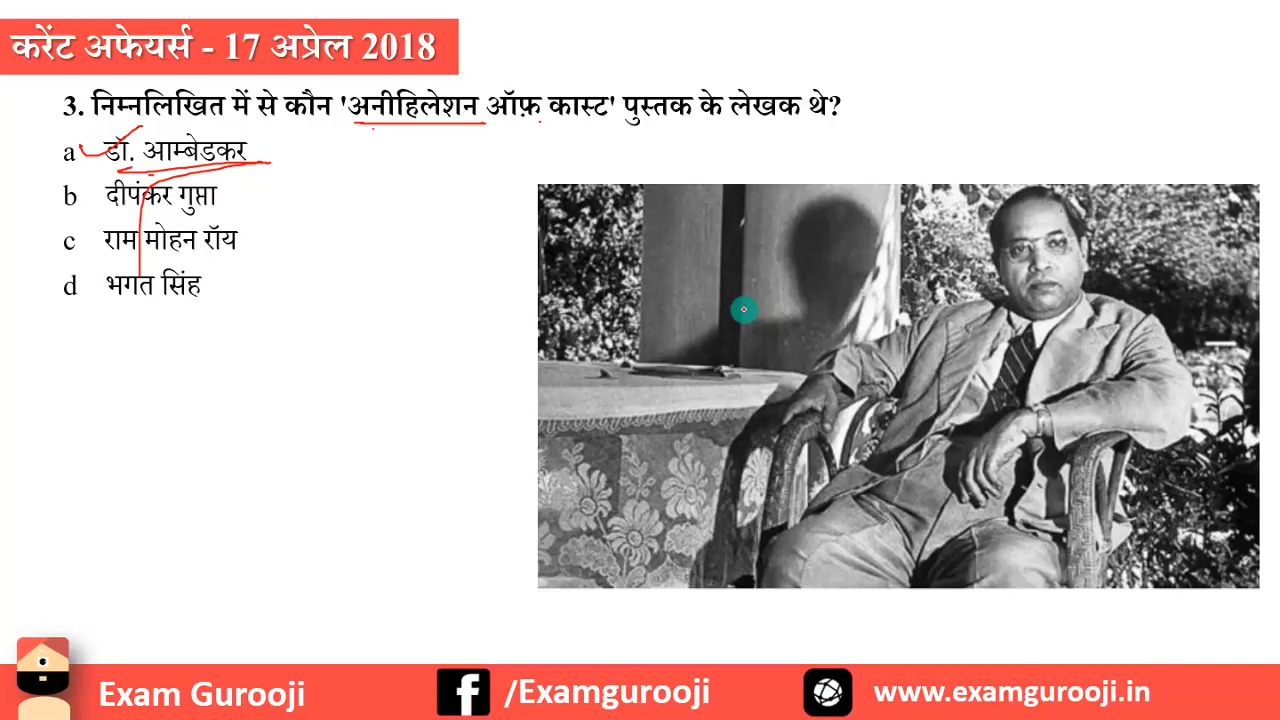 करेंट अफेयर्स - 17 अप्रेल 2018
3. निम्नलिखित में से कौन 'अनीहिलेशन ऑफ़ कास्ट' पुस्तक के लेखक थे?
a डॉ. आम्बेडकर
b दीपंकर गुप्ता
c राम मोहन रॉय
d भगत सिंह
Exam Gurooji
/Examgurooji
www.examgurooji.in